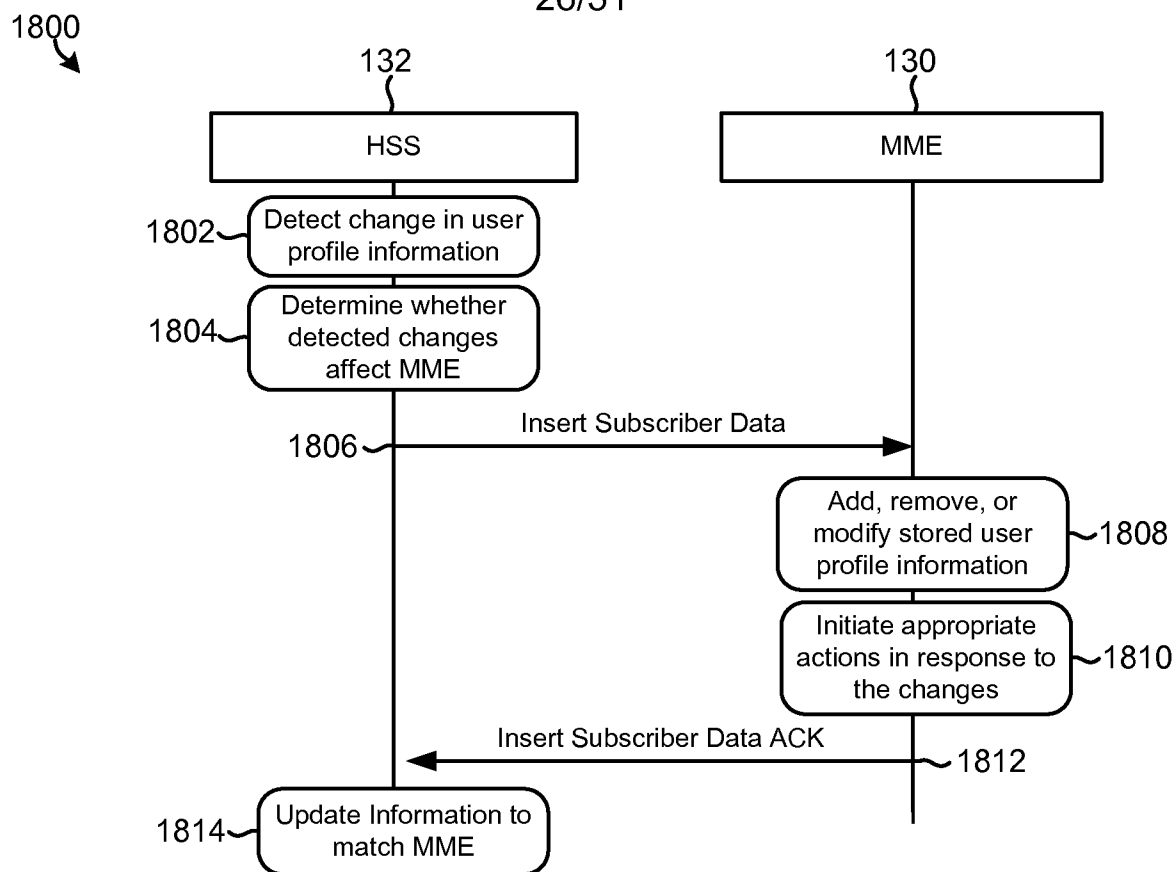 26/31
1800
132
130
HSS
MME
1802
Detect change in user
profile information
1804
Determine whether
detected changes
affect MME
Insert Subscriber Data
1806
Add, remove, or
modify stored user
profile information
1808
Initiate appropriate
actions in response to
the changes
1810
Insert Subscriber Data ACK
1812
1814
Update Information to
match MME